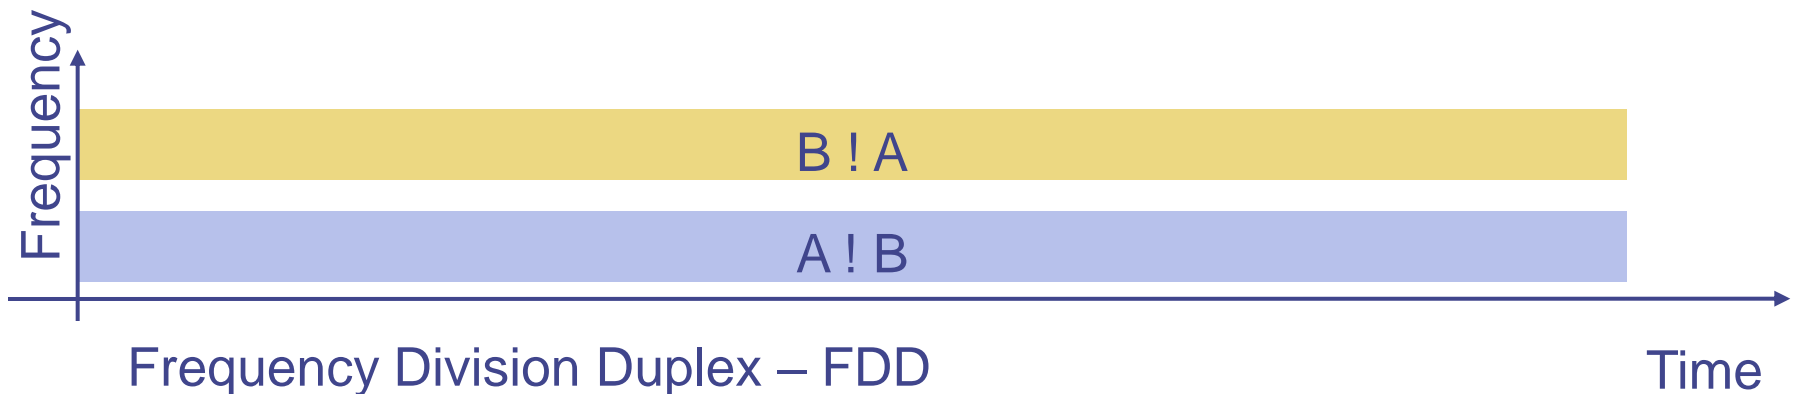 Frequency
B ! A
A ! B
Frequency Division Duplex – FDD
Time